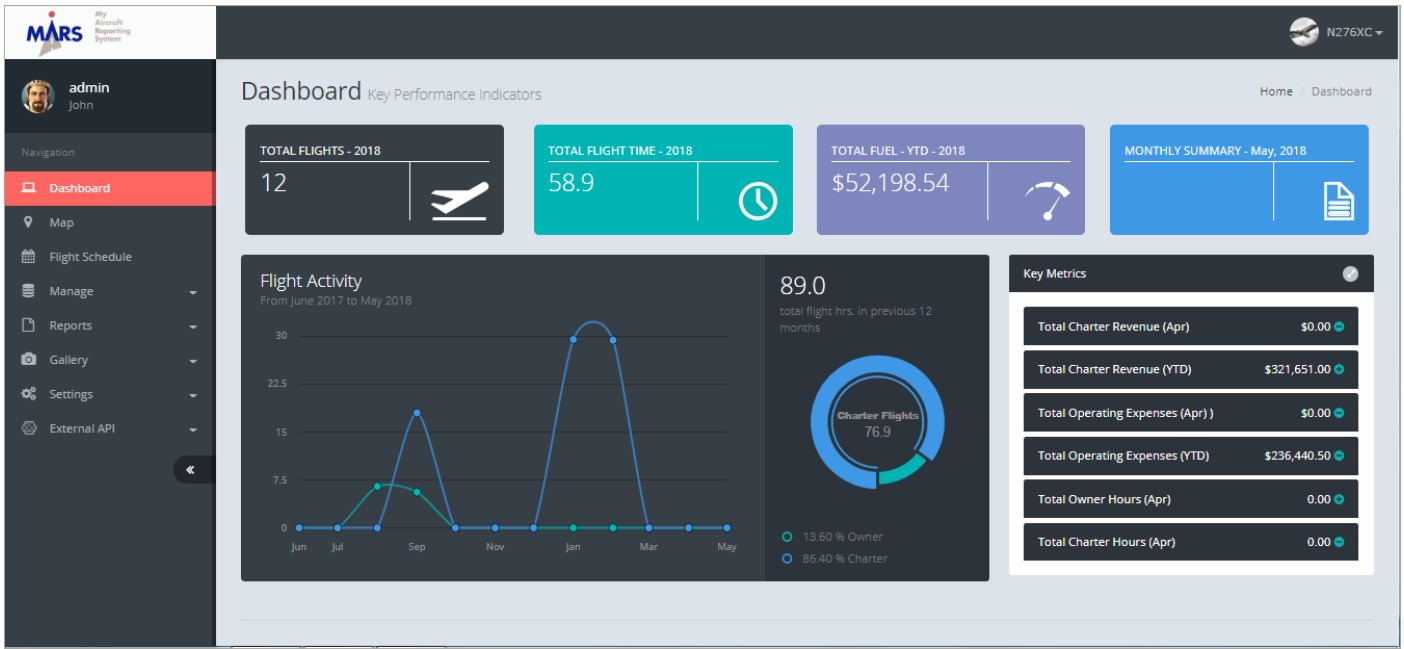 MARS
My
Aircraft
Reporting
System
N276XC
admin
John
Navigation
Dashboard
Map
Flight Schedule
Manage
Reports
Gallery
Settings
External API
Dashboard Key Performance Indicators
Home / Dashboard
TOTAL FLIGHTS - 2018
12
TOTAL FLIGHT TIME - 2018
58.9
TOTAL FUEL - YTD - 2018
$52,198.54
MONTHLY SUMMARY - May, 2018
Flight Activity
From June 2017 to May 2018
30
22.5
15
7.5
0
Jun Jul Sep Nov Jan Mar May
89.0
total flight hrs. in previous 12
months
Charter Flights
76.9
13.60 % Owner
86.40 % Charter
Key Metrics
Total Charter Revenue (Apr) $0.00
Total Charter Revenue (YTD) $321,651.00
Total Operating Expenses (Apr) ) $0.00
Total Operating Expenses (YTD) $236,440.50
Total Owner Hours (Apr) 0.00
Total Charter Hours (Apr) 0.00